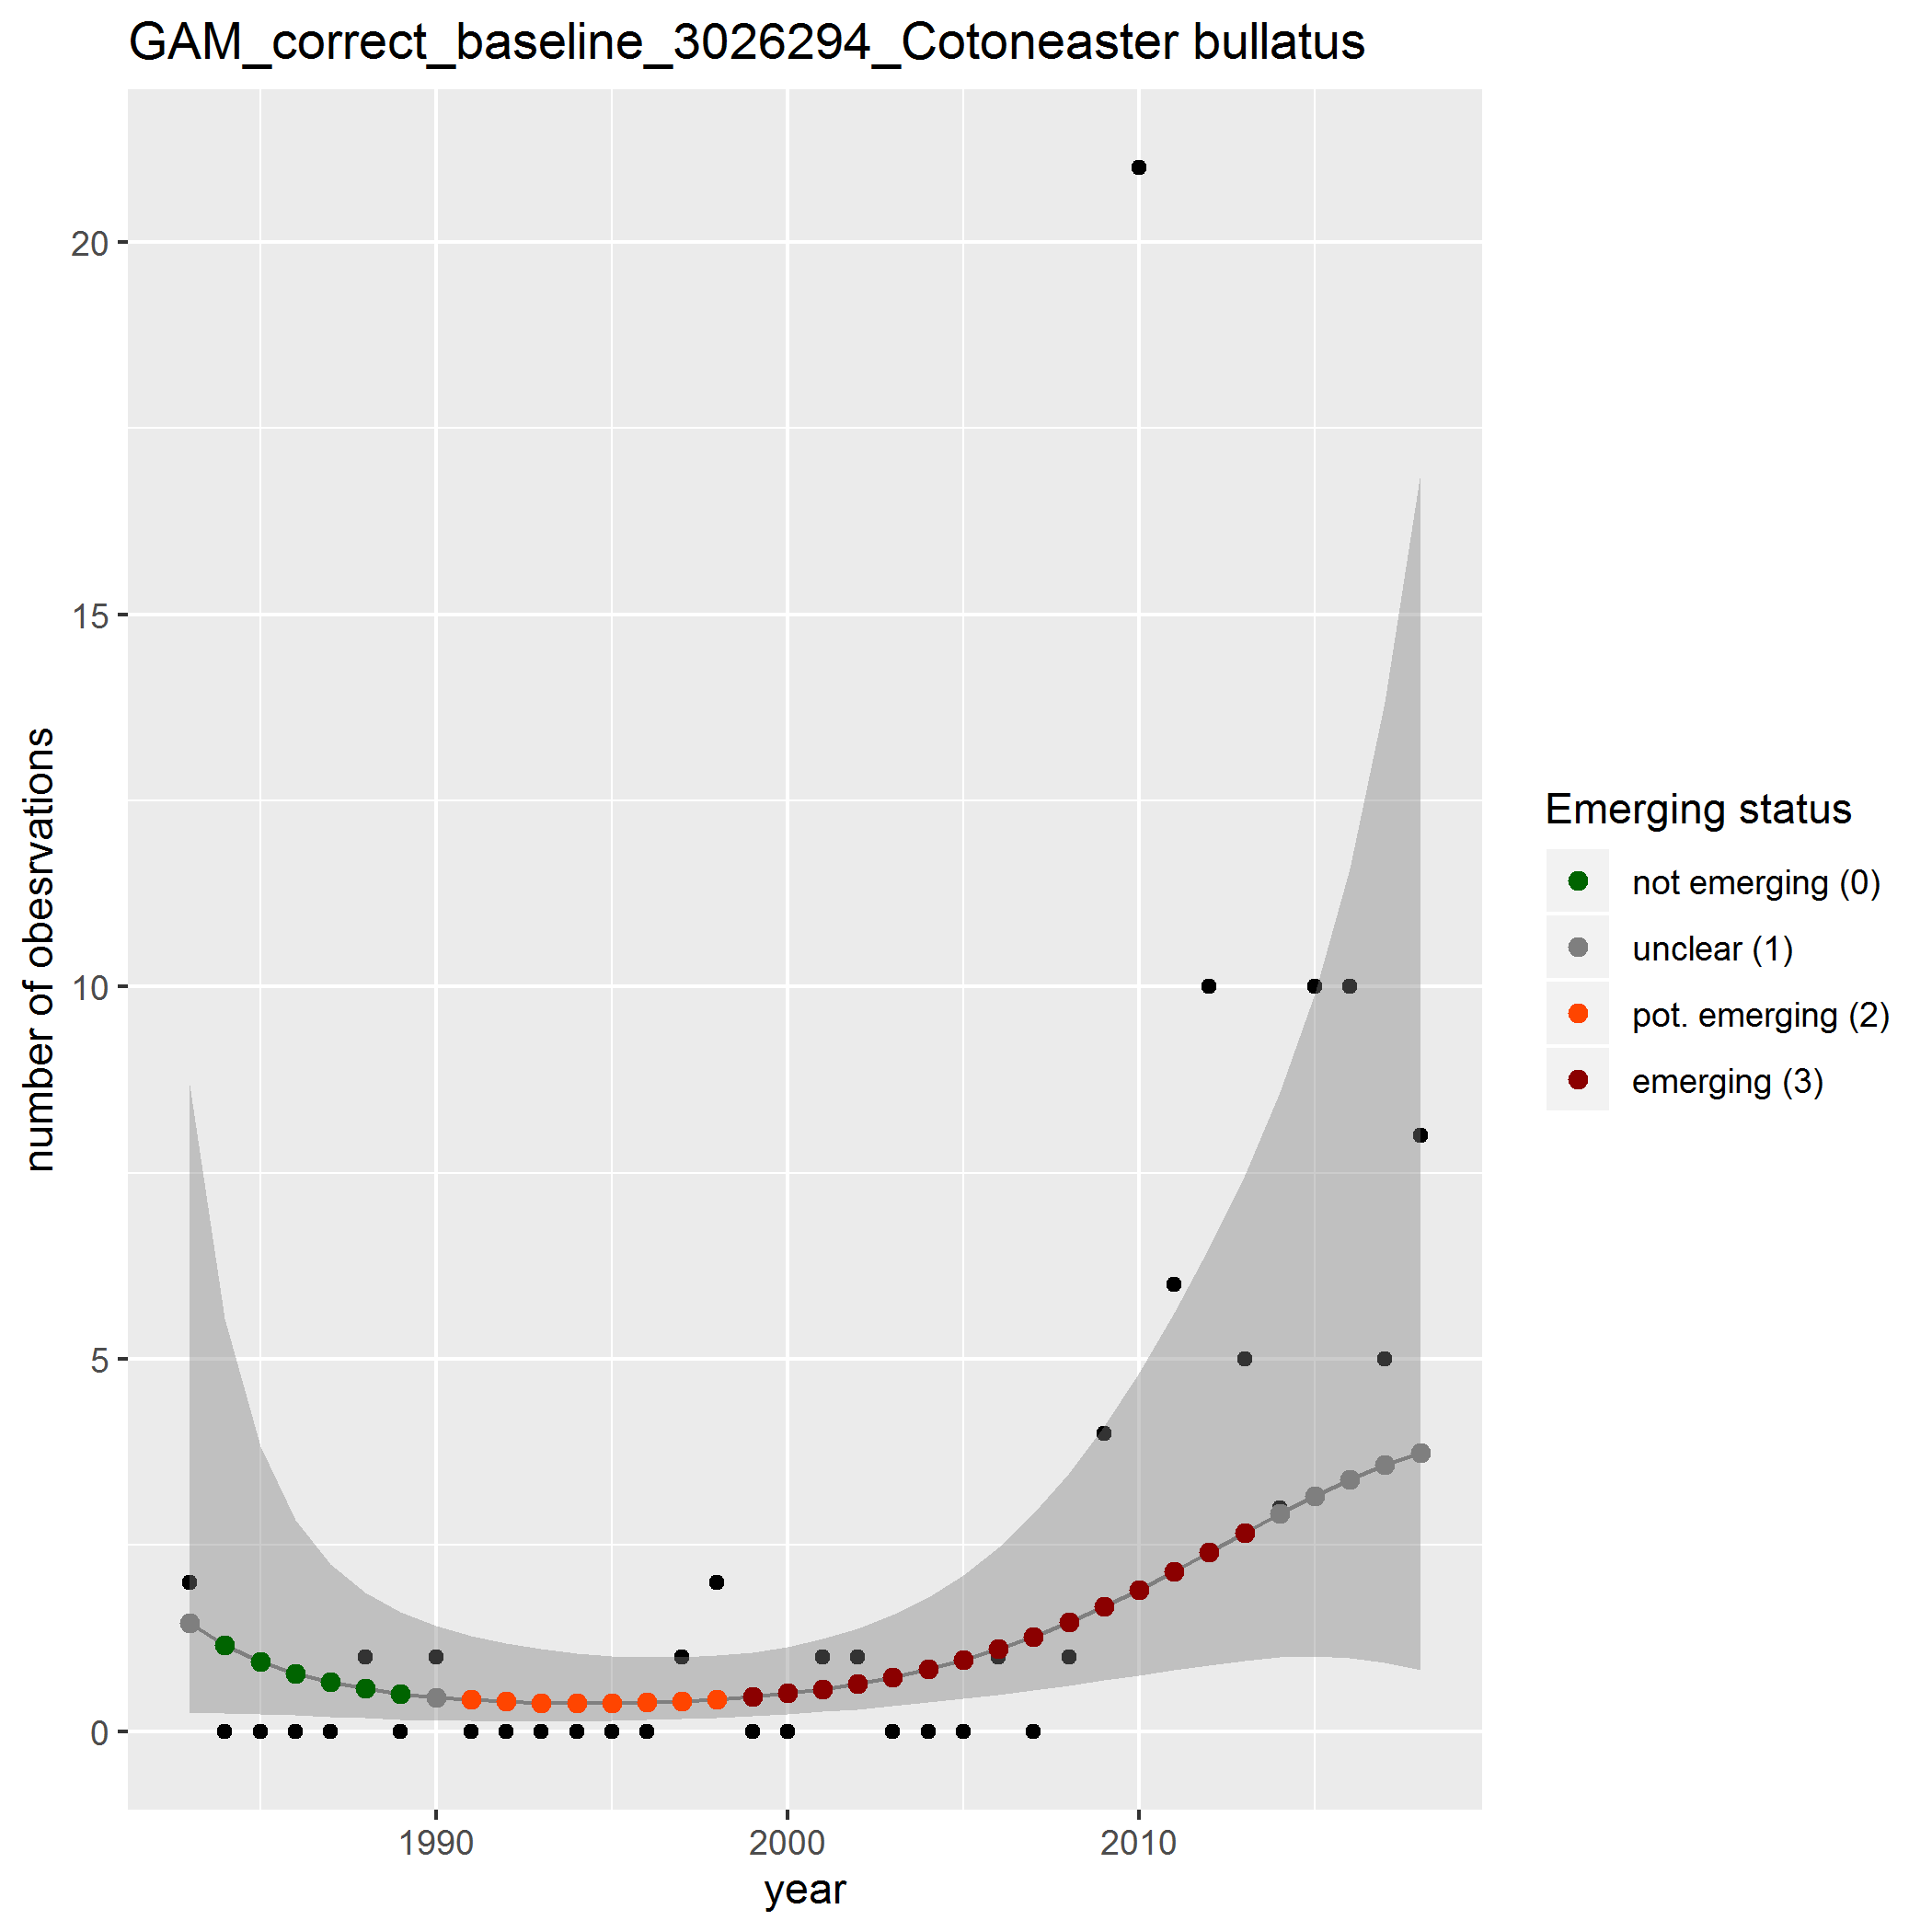 GAM_correct_baseline_3026294_Cotoneaster bullatus
number of obesrvations
20
15
10
5
0
1990
2000
2010
year
Emerging status
not emerging (0)
unclear (1)
pot. emerging (2)
emerging (3)